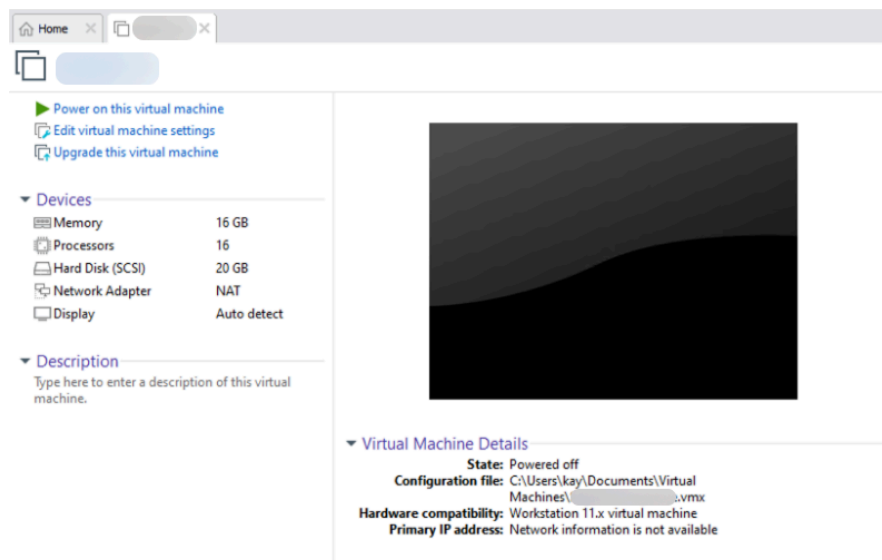 Home
Power on this virtual machine
Edit virtual machine settings
Upgrade this virtual machine
Devices
Memory 16 GB
Processors 16
Hard Disk (SCSI) 20 GB
Network Adapter NAT
Display Auto detect
Description
Type here to enter a description of this virtual
machine.
Virtual Machine Details
State: Powered off
Configuration file: C:\Users\kay\Documents\Virtual
Machines\ .vmx
Hardware compatibility: Workstation 11.x virtual machine
Primary IP address: Network information is not available